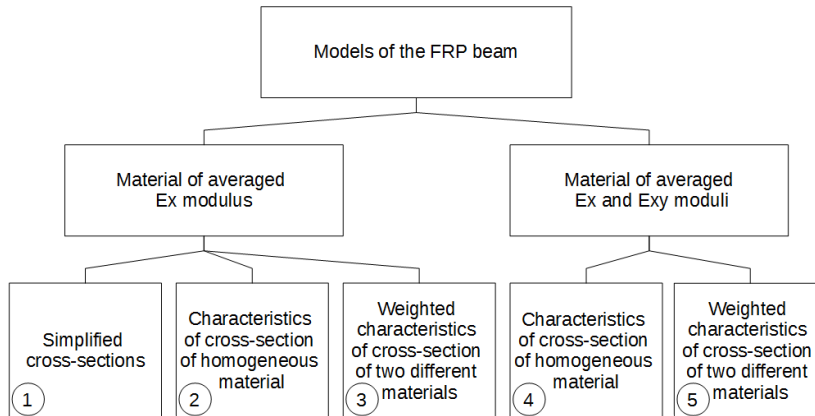 Models of the FRP beam
Material of averaged
Ex modulus
Material of averaged
Ex and Exy moduli
Simplified
cross-sections
1
Characteristics
of cross-section
of homogeneous
material
2
Weighted
characteristics
of cross-section
of two different
materials
3
Characteristics
of cross-section
of homogeneous
material
4
Weighted
characteristics
of cross-section
of two different
materials
5